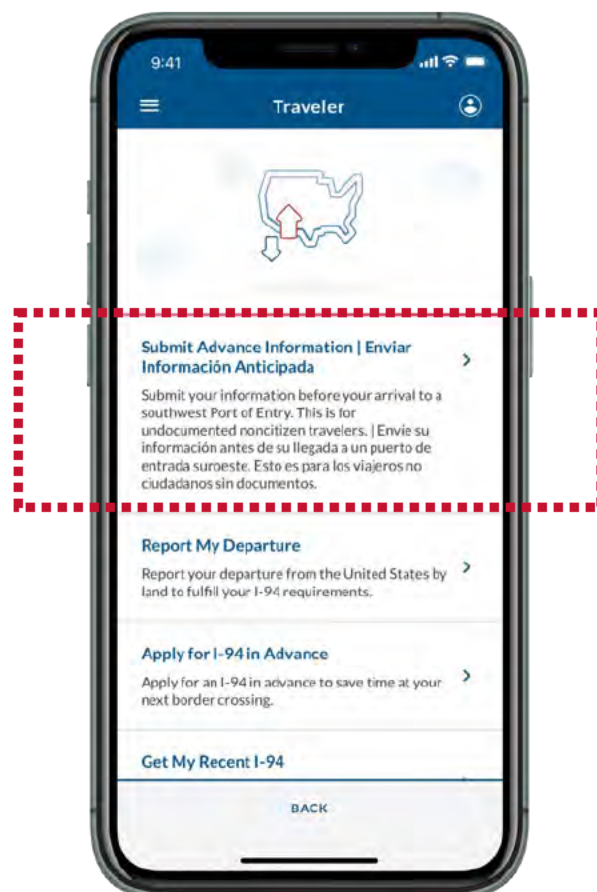 9:41
Traveler
Submit Advance Information | Enviar
Información Anticipada
Submit your information before your arrival to a
southwest Port of Entry. This is for
undocumented noncitizen travelers. | Envie su
información antes de su llegada a un puerto de
entrada suroeste. Esto es para los viajeros no
ciudadanos sin documentos.
Report My Departure
Report your departure from the United States by
land to fulfill your I-94 requirements.
Apply for I-94 in Advance
Apply for an I-94 in advance to save time at your
next border crossing.
Get My Recent I-94
BACK